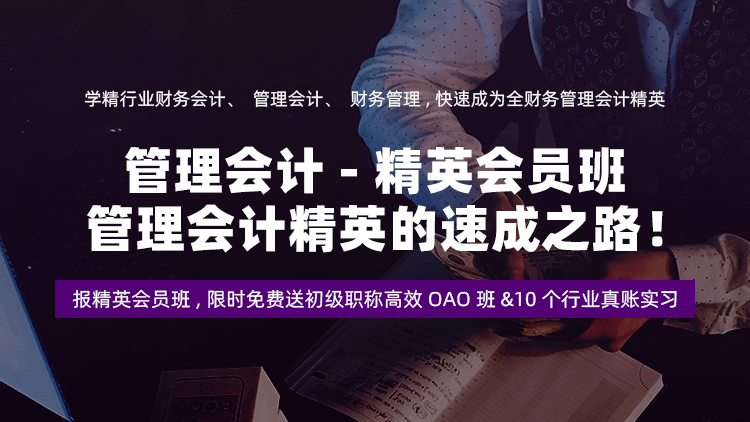 学精行业财务会计、 管理会计、 财务管理，快速成为全财务管理会计精英
管理会计 - 精英会员班
管理会计精英的速成之路！
报精英会员班，限时免费送初级职称高效 OAO 班 &10 个行业真账实习